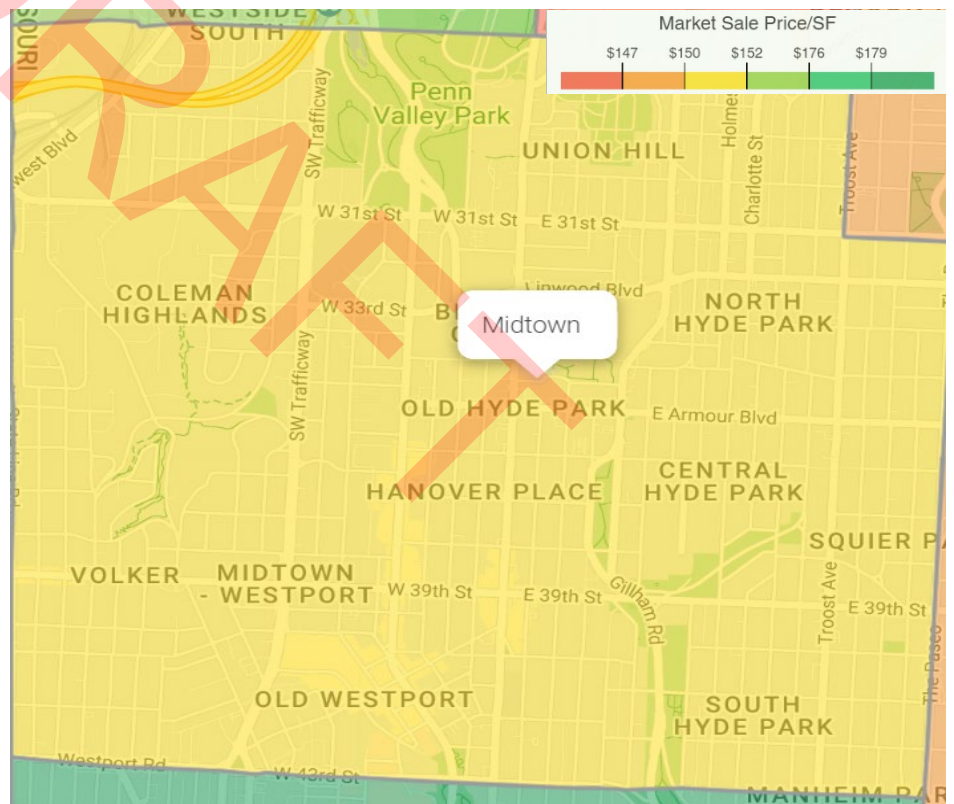 WESTSIDE
SOUTH
SOURI
Market Sale Price/SF
$147 $150 $152 $176 $179
DRAFT
Penn
Valley Park
SW Trafficway
west Blvd
UNION HILL
Holmes
Charlotte St
Troost Ave
W 31st St
W 31st St
E 31st St
COLEMAN
HIGHLANDS
W 33rd St
Linwood Blvd
NORTH
HYDE PARK
Midtown
SW Trafficway
OLD HYDE PARK
E Armour Blvd
HANOVER PLACE
CENTRAL
HYDE PARK
SQUIER PA
VOLKER
MIDTOWN
- WESTPORT
W 39th St
E 39th St
Gillham Rd
Troost Ave
E 39th St
The Paseo
OLD WESTPORT
SOUTH
HYDE PARK
Westport Rd
W 43rd St
MANHEIM PAR